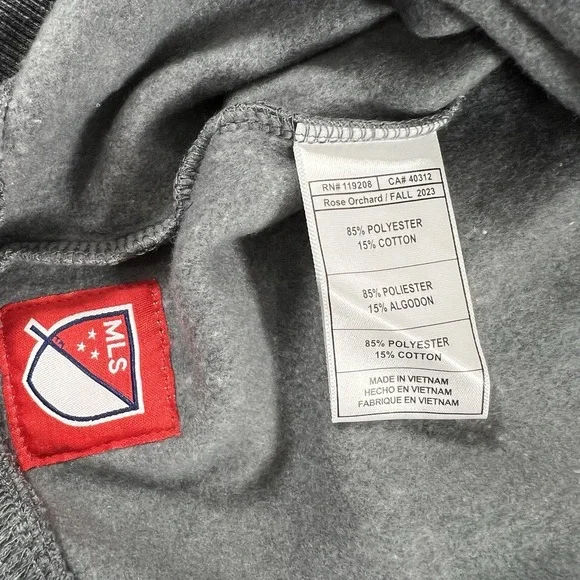 RN# 119208 CA# 40312
Rose Orchard / FALL 2023
85% POLYESTER
15% COTTON
85% POLIESTER
15% ALGODON
85% POLYESTER
15% COTTON
MADE IN VIETNAM
HECHO EN VIETNAM
FABRIQUE EN VIETNAM
MLS